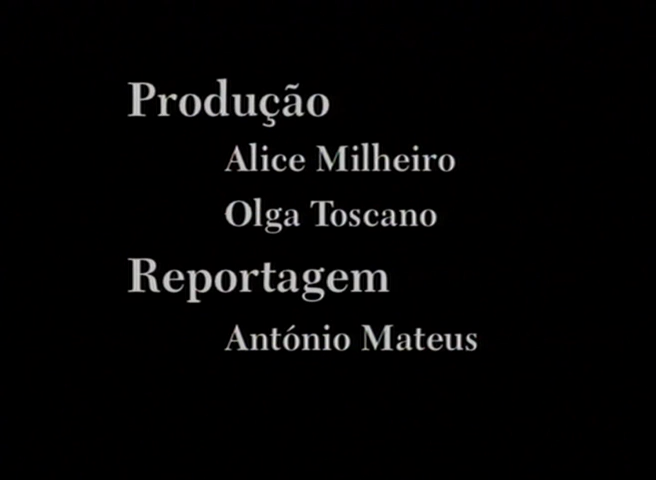 Produção
Alice Milheiro
Olga Toscano
Reportagem
António Mateus